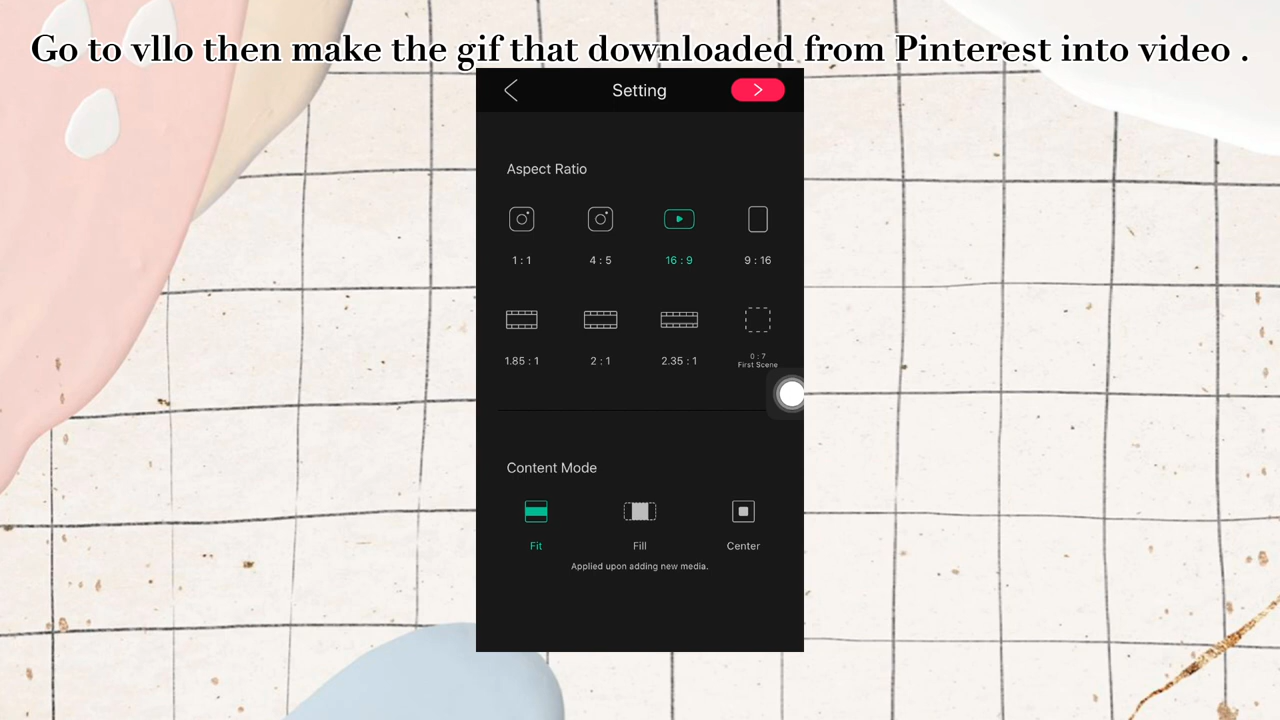 Go to vllo then make the gif that downloaded from Pinterest into video .
Setting
Aspect Ratio
1 : 1 4 : 5 16 : 9 9 : 16
1.85 : 1 2 : 1 2.35 : 1 0 : 7
First Scene
Content Mode
Fit Fill Center
Applied upon adding new media.